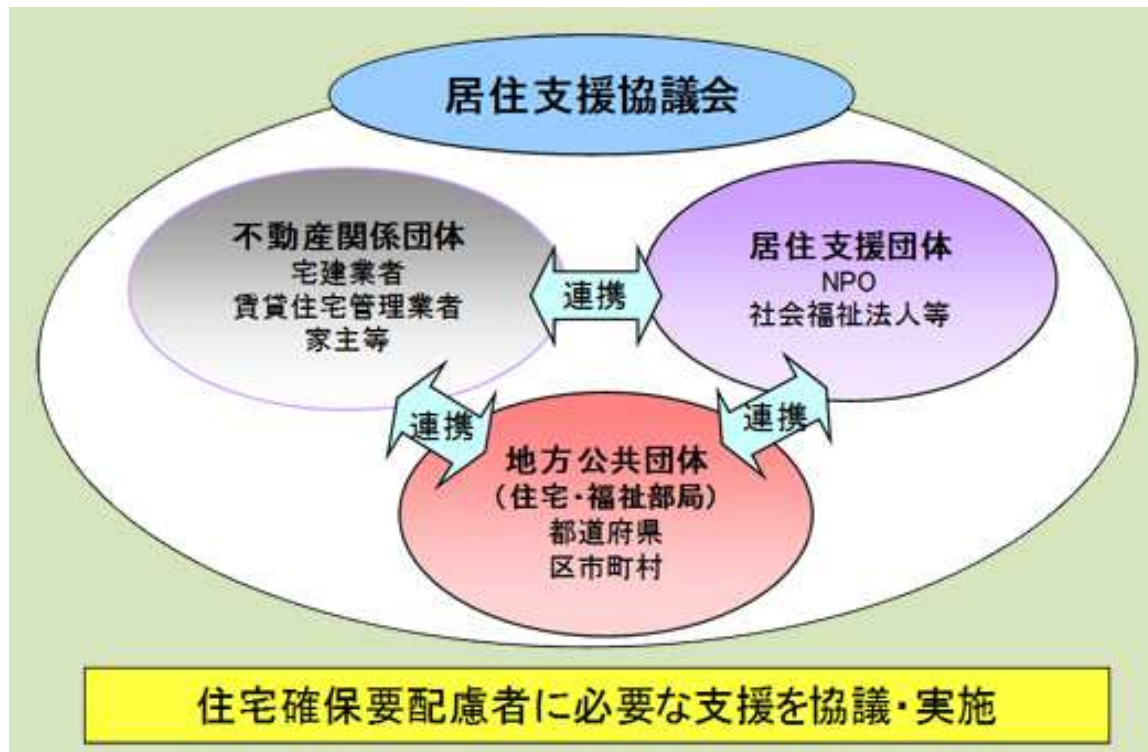 居住支援協議会
不動産関係団体
宅建業者
賃貸住宅管理業者
家主等
連携
居住支援団体
NPO
社会福祉法人等
連携
連携
地方公共団体
（住宅・福祉部局）
都道府県
区市町村
住宅確保要配慮者に必要な支援を協議・実施